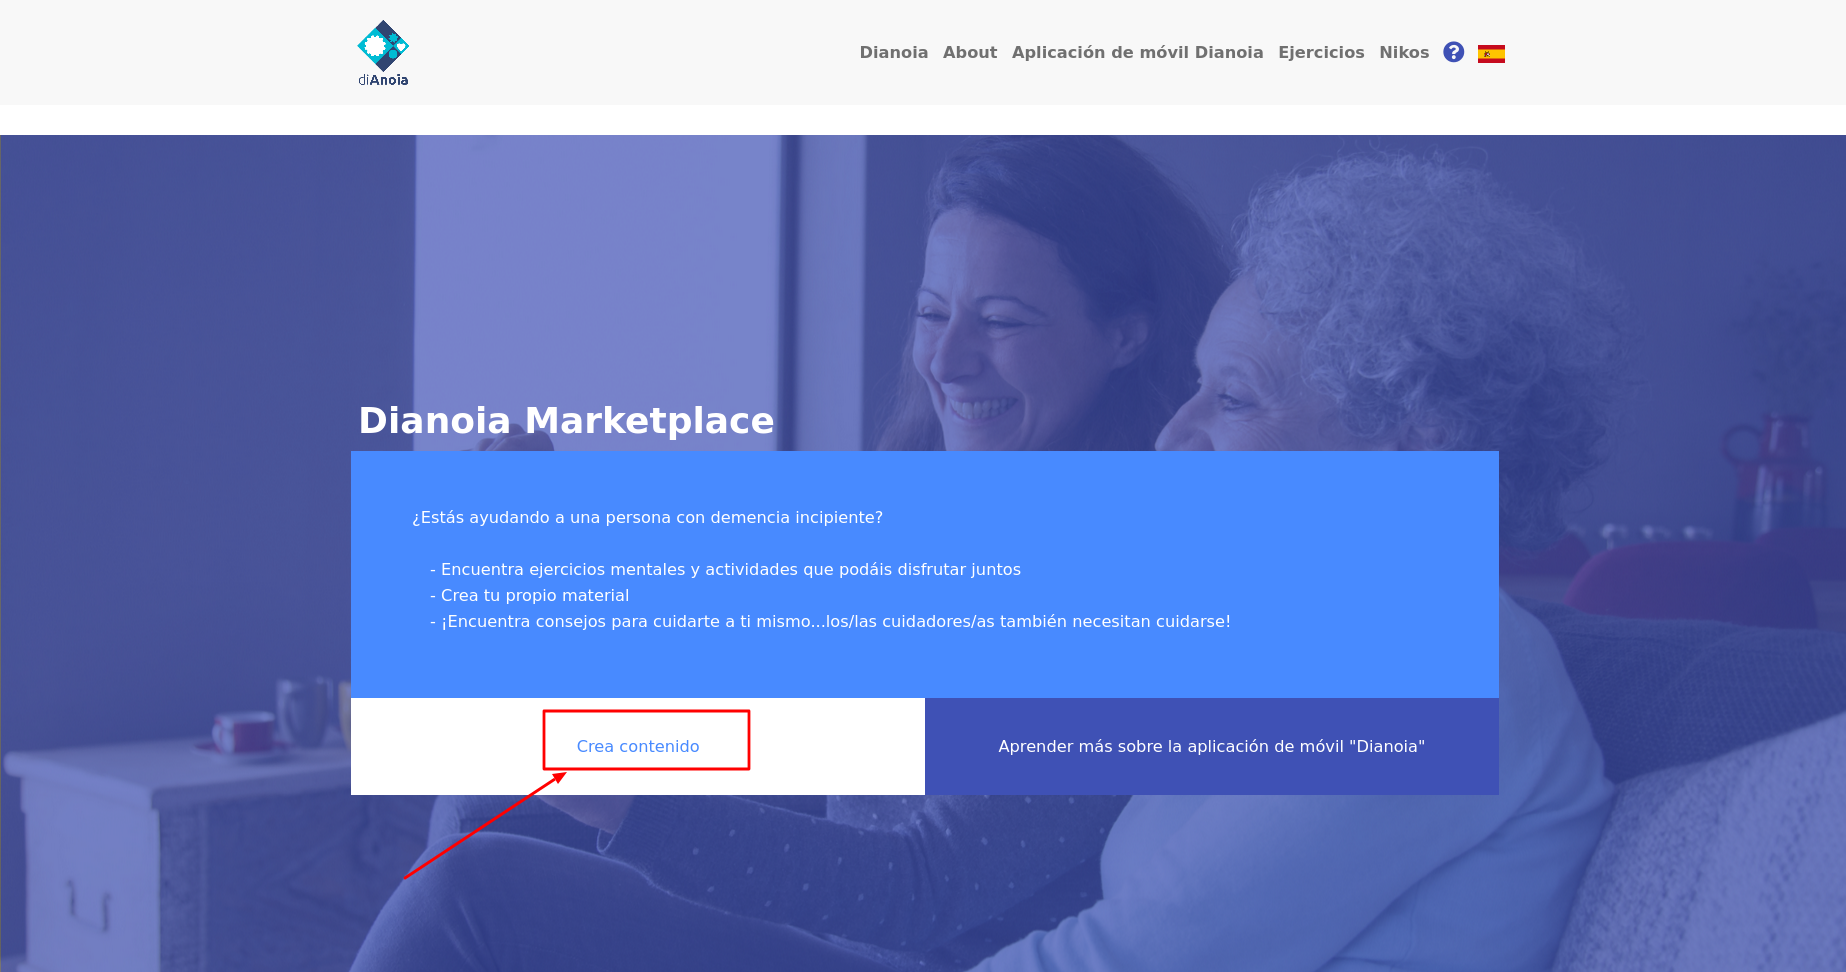 diAnoia
Dianoia About Aplicación de móvil Dianoia Ejercicios Nikos ?
Dianoia Marketplace
¿Estás ayudando a una persona con demencia incipiente?
- Encuentra ejercicios mentales y actividades que podáis disfrutar juntos
- Crea tu propio material
- ¡Encuentra consejos para cuidarte a ti mismo...los/las cuidadores/as también necesitan cuidarse!
Crea contenido
Aprender más sobre la aplicación de móvil "Dianoia"